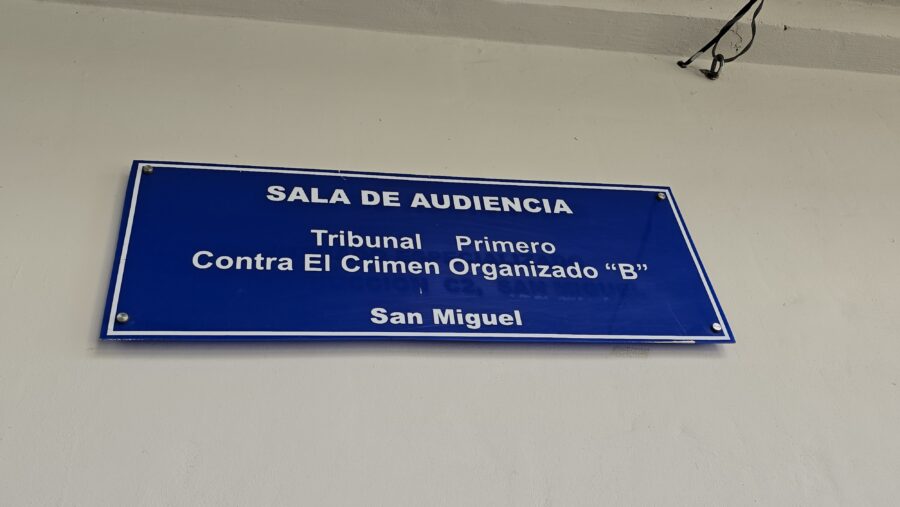 SALA DE AUDIENCIA
Tribunal Primero
Contra El Crimen Organizado “B”
San Miguel